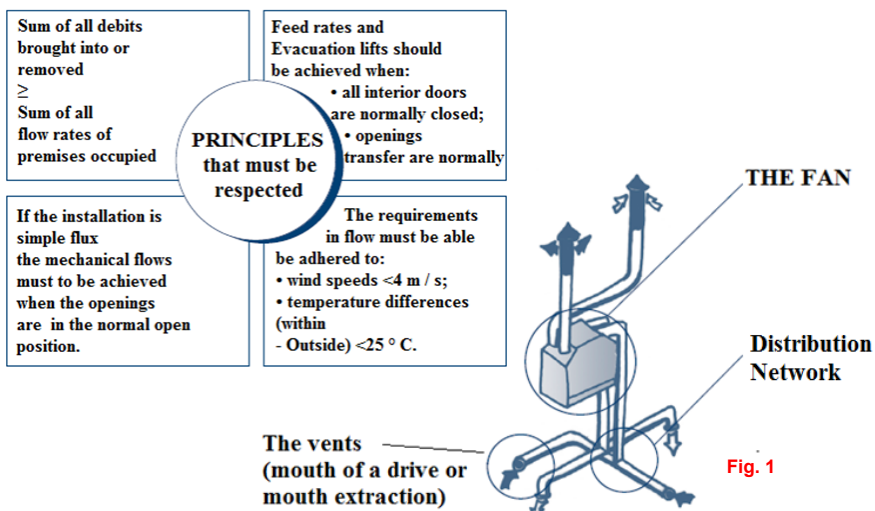 Sum of all debits
brought into or
removed
≥
Sum of all
flow rates of
premises occupied
Feed rates and
Evacuation lifts should
be achieved when:
• all interior doors
are normally closed;
• openings
transfer are normally
PRINCIPLES
that must be
respected
If the installation is
simple flux
the mechanical flows
must to be achieved
when the openings
are in the normal open
position.
The requirements
in flow must be able
be adhered to:
• wind speeds <4 m / s;
• temperature differences
(within
- Outside) <25 ° C.
THE FAN
Distribution
Network
The vents
(mouth of a drive or
mouth extraction)
Fig. 1